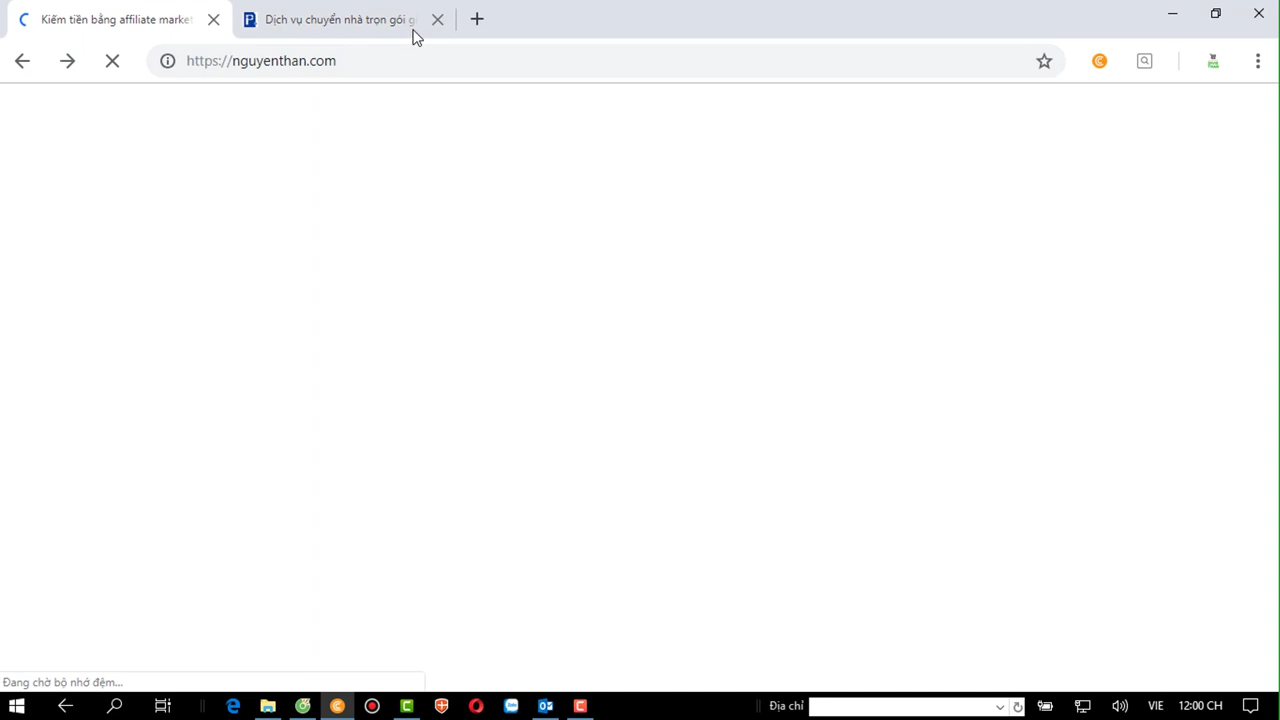 Kiếm tiền bằng affiliate market
Dịch vụ chuyển nhà trọn gói
https://nguyenthan.com
Đang chờ bộ nhớ đệm...
Địa chỉ
VIE
12:00 CH